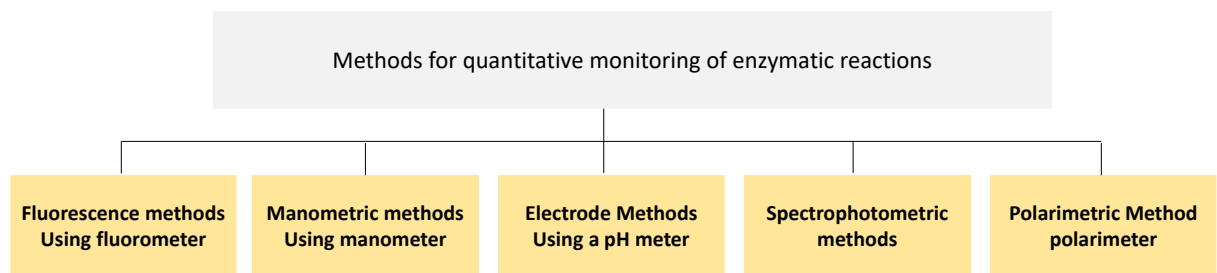 Methods for quantitative monitoring of enzymatic reactions
Fluorescence methods
Using fluorometer
Manometric methods
Using manometer
Electrode Methods
Using a pH meter
Spectrophotometric
methods
Polarimetric Method
polarimeter